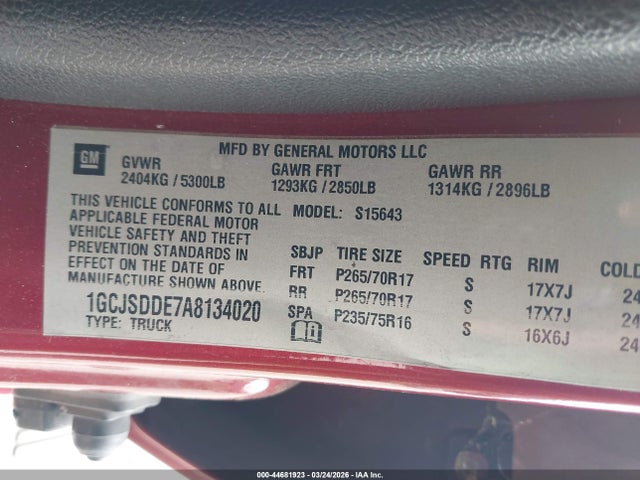 MFD BY GENERAL MOTORS LLC
GM
GVWR GAWR FRT GAWR RR
2404KG / 5300LB 1293KG / 2850LB 1314KG / 2896LB
THIS VEHICLE CONFORMS TO ALL
APPLICABLE FEDERAL MOTOR
VEHICLE SAFETY AND THEFT
PREVENTION STANDARDS IN
EFFECT ON THE DATE OF
MANUFACTURE SHOWN ABOVE.
1GCJSDDE7A8134020
TYPE: TRUCK
MODEL: S15643
SBJP TIRE SIZE SPEED RTG RIM COLD
FRT P265/70R17 S 17X7J 24
RR P265/70R17 S 17X7J 24
SPA P235/75R16 S 16X6J 24
000-44681923 - 03/24/2026 - IAA Inc.